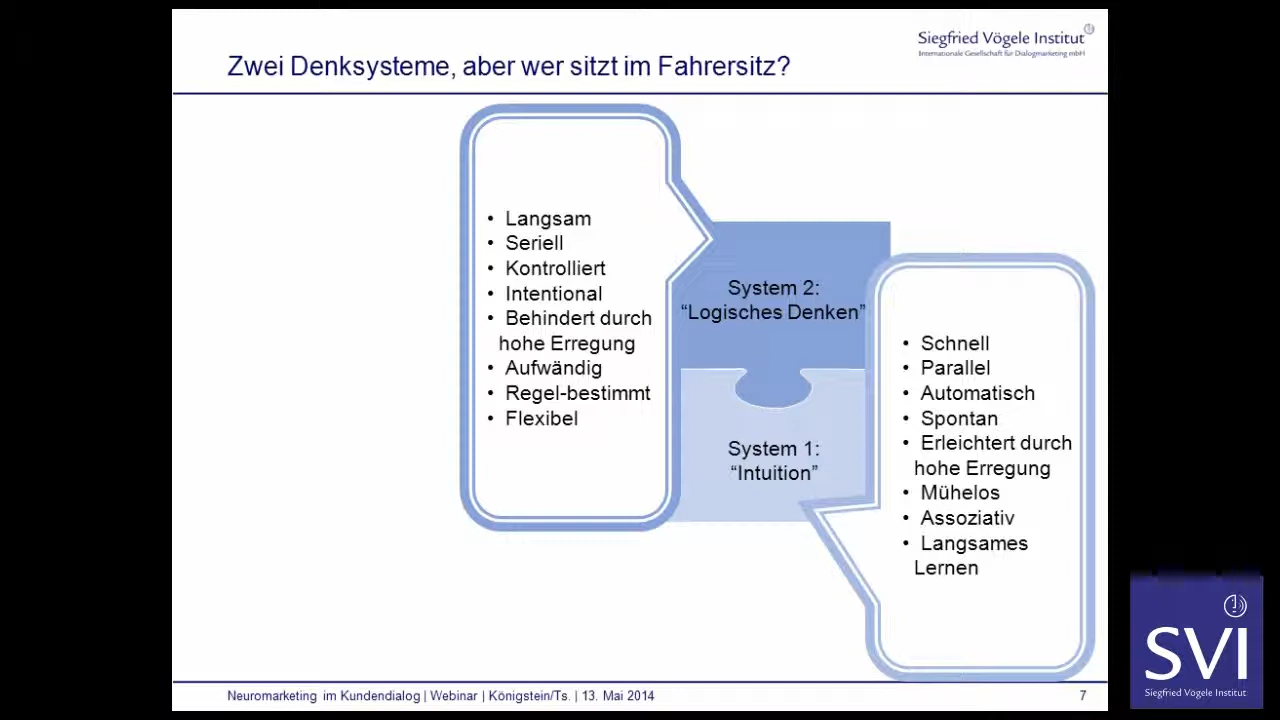 Siegfried Vögele Institut
Internationale Gesellschaft für Dialogmarketing mbH
Zwei Denksysteme, aber wer sitzt im Fahrersitz?
• Langsam
• Seriell
• Kontrolliert
• Intentional
• Behindert durch
hohe Erregung
• Aufwändig
• Regel-bestimmt
• Flexibel
System 2:
“Logisches Denken”
System 1:
“Intuition”
• Schnell
• Parallel
• Automatisch
• Spontan
• Erleichtert durch
hohe Erregung
• Mühelos
• Assoziativ
• Langsames
Lernen
Neuromarketing im Kundendialog | Webinar | Königstein/Ts. | 13. Mai 2014
7
SVI
Siegfried Vögele Institut